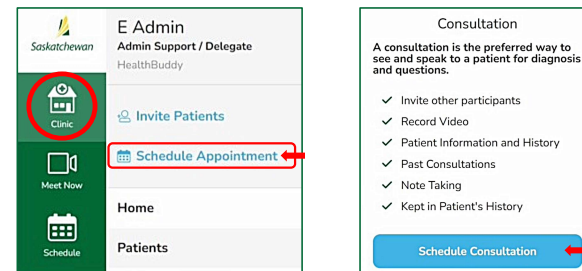 Saskatchewan
Clinic
Meet Now
Schedule
E Admin
Admin Support / Delegate
HealthBuddy
Invite Patients
Schedule Appointment
Home
Patients
Consultation
A consultation is the preferred way to
see and speak to a patient for diagnosis
and questions.
Invite other participants
Record Video
Patient Information and History
Past Consultations
Note Taking
Kept in Patient's History
Schedule Consultation